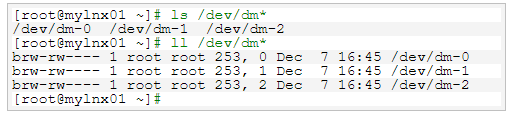 [root@mylnx01 ~]# ls /dev/dm*
/dev/dm-0  /dev/dm-1  /dev/dm-2
[root@mylnx01 ~]# ll /dev/dm*
brw-rw---- 1 root root 253, 0 Dec  7 16:45 /dev/dm-0
brw-rw---- 1 root root 253, 1 Dec  7 16:45 /dev/dm-1
brw-rw---- 1 root root 253, 2 Dec  7 16:45 /dev/dm-2
[root@mylnx01 ~]#